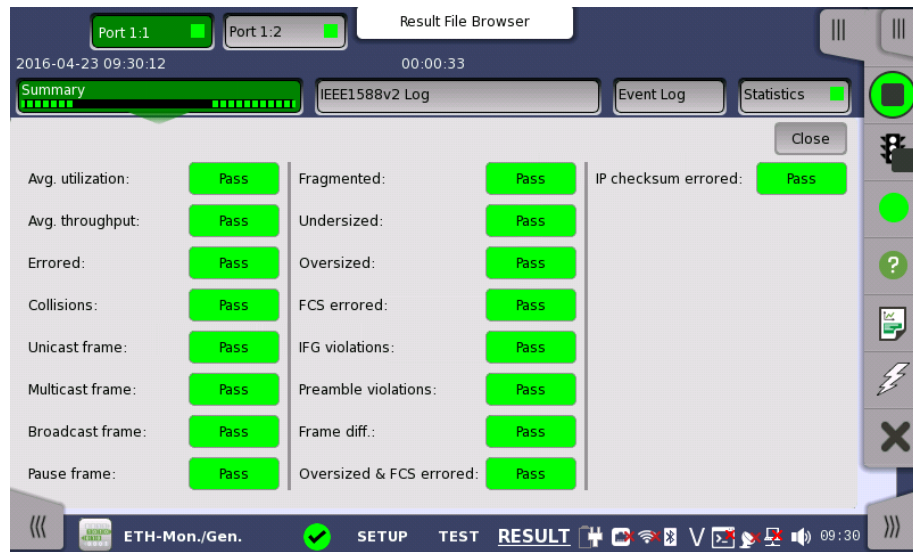 Port 1:1
Port 1:2
Result File Browser
2016-04-23 09:30:12
00:00:33
Summary
IEEE1588v2 Log
Event Log
Statistics
Close
Avg. utilization: Pass
Avg. throughput: Pass
Errored: Pass
Collisions: Pass
Unicast frame: Pass
Multicast frame: Pass
Broadcast frame: Pass
Pause frame: Pass
Fragmented: Pass
Undersized: Pass
Oversized: Pass
FCS errored: Pass
IFG violations: Pass
Preamble violations: Pass
Frame diff.: Pass
Oversized & FCS errored: Pass
IP checksum errored: Pass
ETH-Mon./Gen.
SETUP
TEST
RESULT
V
09:30